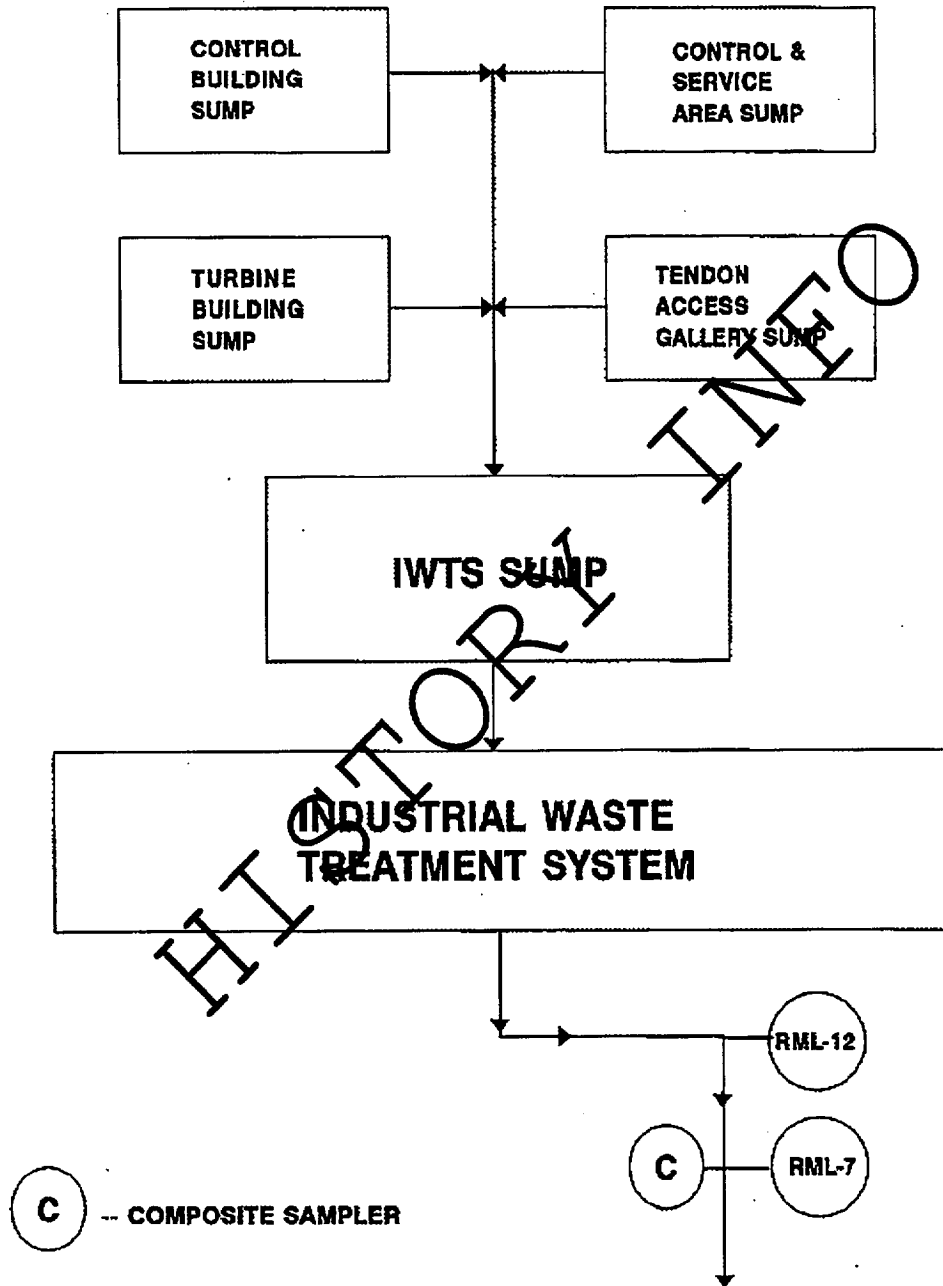 CONTROL
BUILDING
SUMP
CONTROL &
SERVICE
AREA SUMP
TURBINE
BUILDING
SUMP
TENDON
ACCESS
GALLERY SUMP
IWTS SUMP
INDUSTRIAL WASTE
TREATMENT SYSTEM
HISTORY INFO
RML-12
C
RML-7
C -- COMPOSITE SAMPLER